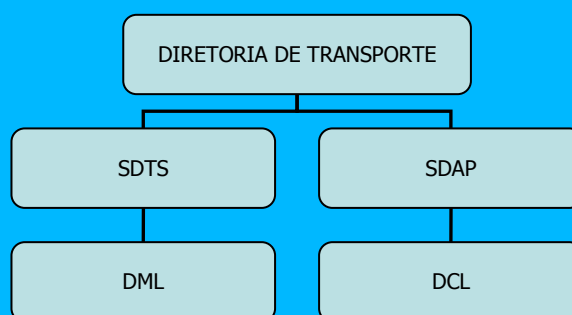 DIRETORIA DE TRANSPORTE
SDTS
SDAP
DML
DCL